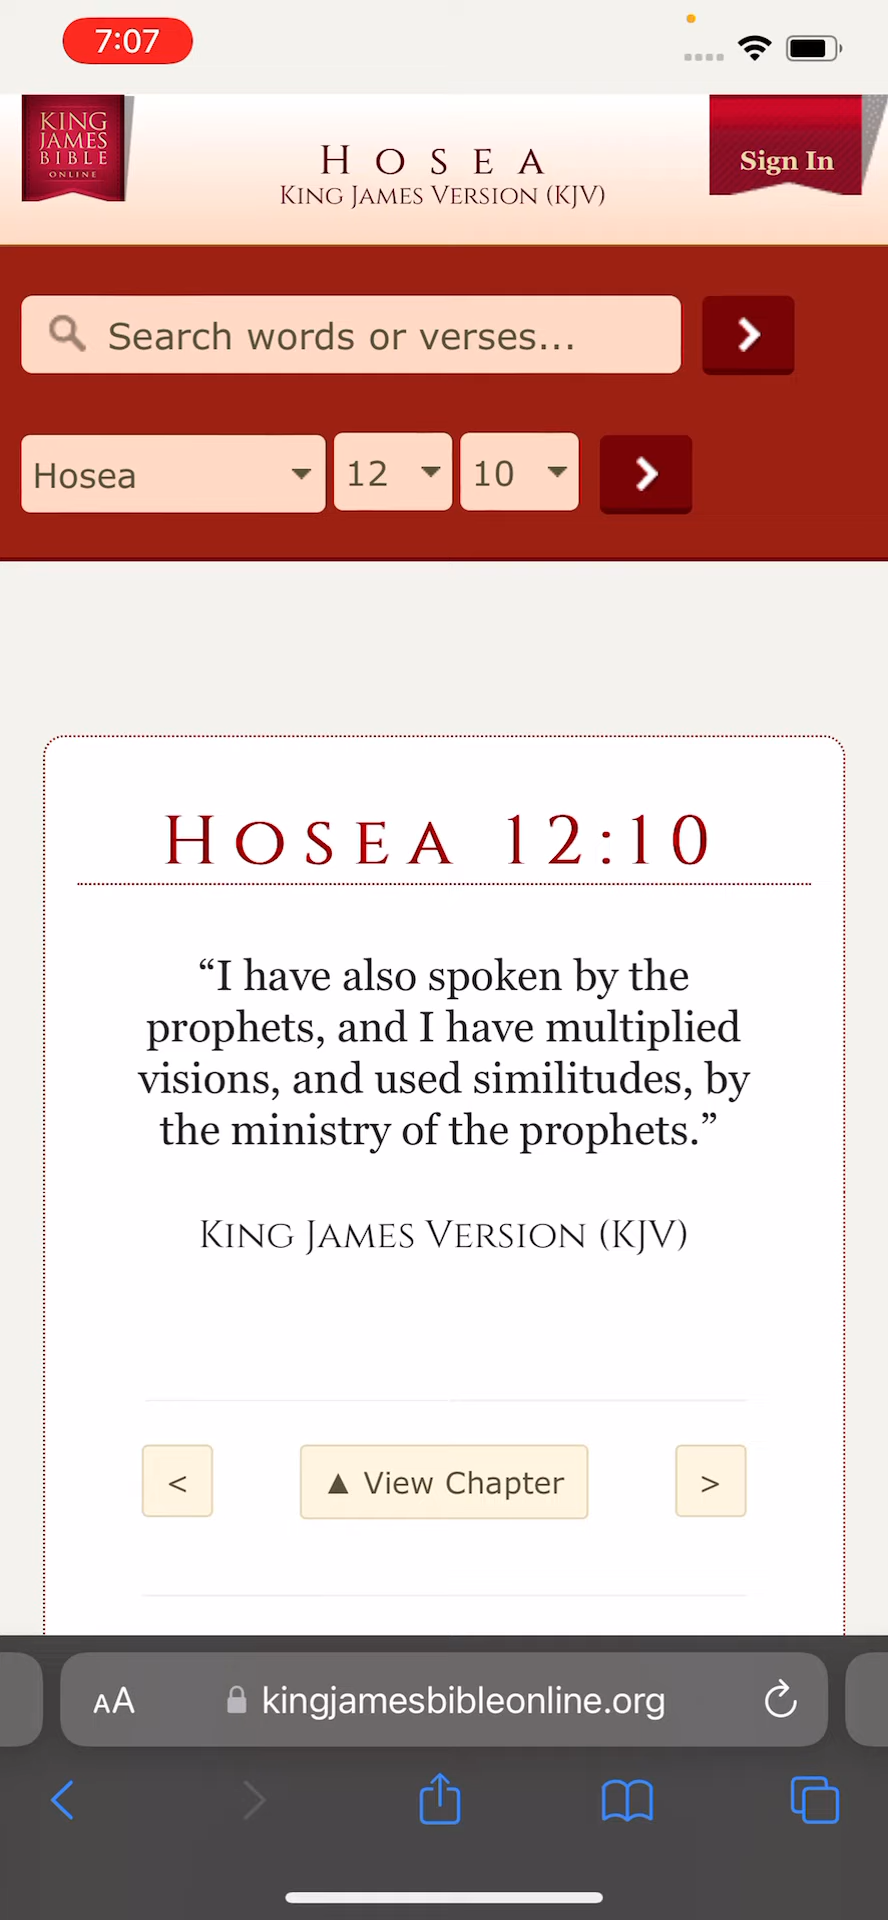 7:07
KING
JAMES
BIBLE
ONLINE
HOSEA
KING JAMES VERSION (KJV)
Sign In
Search words or verses...
Hosea 12 10
HOSEA 12:10
“I have also spoken by the
prophets, and I have multiplied
visions, and used similitudes, by
the ministry of the prophets.”
KING JAMES VERSION (KJV)
< ▲ View Chapter >
AA kingjamesbibleonline.org